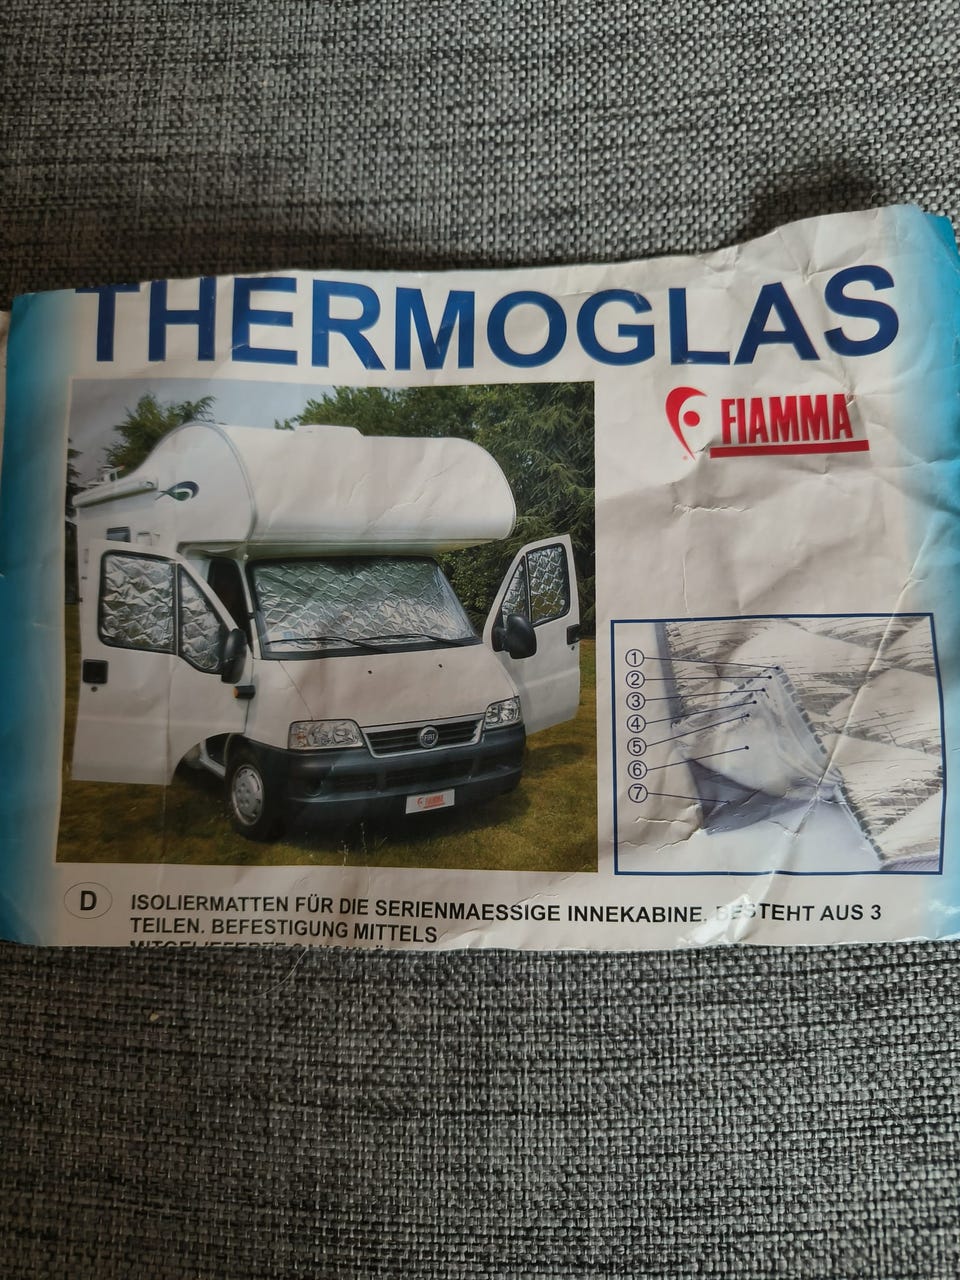 THERMOGLAS
FIAMMA
FIAT
FIAMMA
1
2
3
4
5
6
7
D
ISOLIERMATTEN FÜR DIE SERIENMAESSIGE INNEKABINE. BESTEHT AUS 3
TEILEN. BEFESTIGUNG MITTELS